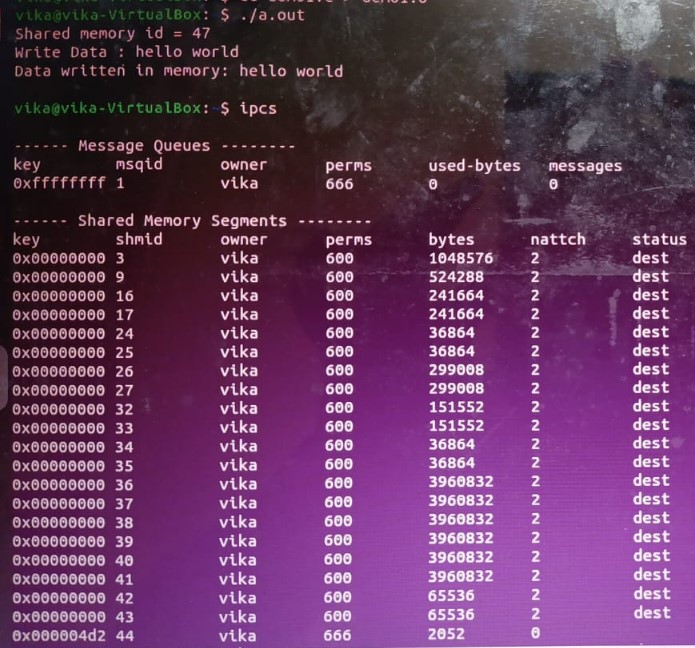 vika@vika-VirtualBox:~$ ./a.out
Shared memory id = 47
Write Data : hello world
Data written in memory: hello world
vika@vika-VirtualBox:~$ ipcs
------ Message Queues --------
key msqid owner perms used-bytes messages
0xffffffff 1 vika 666 0 0
------ Shared Memory Segments --------
key shmid owner perms bytes nattch status
0x00000000 3 vika 600 1048576 2 dest
0x00000000 9 vika 600 524288 2 dest
0x00000000 16 vika 600 241664 2 dest
0x00000000 17 vika 600 241664 2 dest
0x00000000 24 vika 600 36864 2 dest
0x00000000 25 vika 600 36864 2 dest
0x00000000 26 vika 600 299008 2 dest
0x00000000 27 vika 600 299008 2 dest
0x00000000 32 vika 600 151552 2 dest
0x00000000 33 vika 600 151552 2 dest
0x00000000 34 vika 600 36864 2 dest
0x00000000 35 vika 600 36864 2 dest
0x00000000 36 vika 600 3960832 2 dest
0x00000000 37 vika 600 3960832 2 dest
0x00000000 38 vika 600 3960832 2 dest
0x00000000 39 vika 600 3960832 2 dest
0x00000000 40 vika 600 3960832 2 dest
0x00000000 41 vika 600 3960832 2 dest
0x00000000 42 vika 600 65536 2 dest
0x00000000 43 vika 600 65536 2 dest
0x000004d2 44 vika 666 2052 0